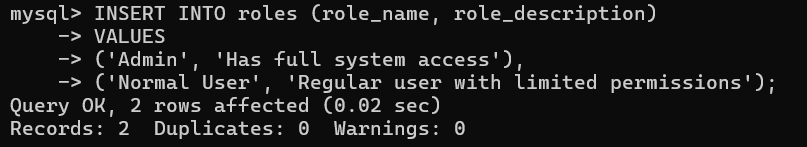 mysql> INSERT INTO roles (role_name, role_description)
    -> VALUES
    -> ('Admin', 'Has full system access'),
    -> ('Normal User', 'Regular user with limited permissions');
Query OK, 2 rows affected (0.02 sec)
Records: 2  Duplicates: 0  Warnings: 0